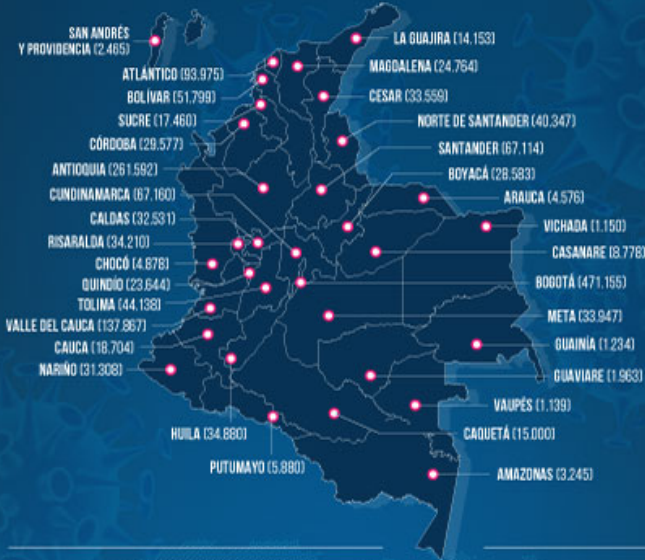 SAN ANDRÉS
Y PROVIDENCIA (2.465)
ATLÁNTICO (93.975)
BOLÍVAR (51.799)
SUCRE (17.460)
CÓRDOBA (29.577)
ANTIOQUIA (261.592)
CUNDINAMARCA (67.160)
CALDAS (32.531)
RISARALDA (34.210)
CHOCÓ (4.878)
QUINDÍO (23.644)
TOLIMA (44.138)
VALLE DEL CAUCA (137.867)
CAUCA (18.704)
NARIÑO (31.308)
HUILA (34.880)
PUTUMAYO (5.880)
LA GUAJIRA (14.153)
MAGDALENA (24.764)
CESAR (33.559)
NORTE DE SANTANDER (40.347)
SANTANDER (67.114)
BOYACÁ (28.583)
ARAUCA (4.576)
VICHADA (1.150)
CASANARE (8.778)
BOGOTÁ (471.155)
META (33.947)
GUAINÍA (1.234)
GUAVIARE (1.963)
VAUPÉS (1.139)
CAQUETÁ (15.000)
AMAZONAS (3.245)